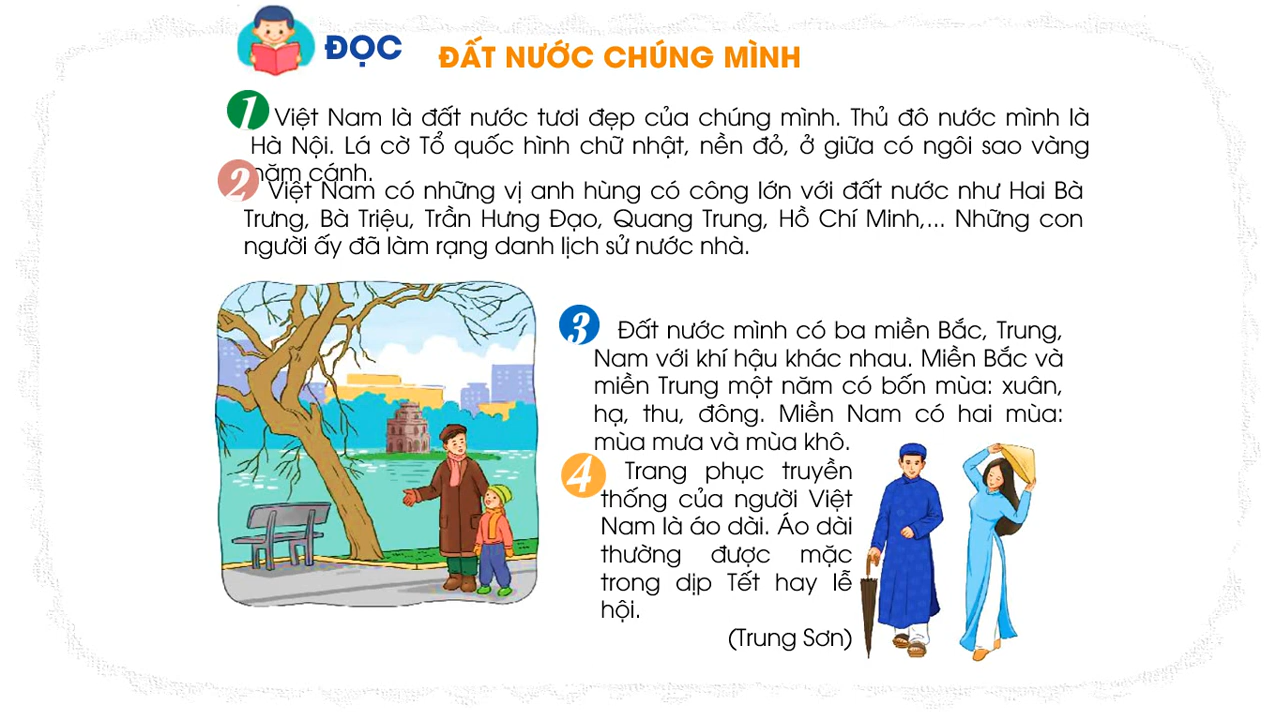 ĐỌC
ĐẤT NƯỚC CHÚNG MÌNH
1 Việt Nam là đất nước tươi đẹp của chúng mình. Thủ đô nước mình là
Hà Nội. Lá cờ Tổ quốc hình chữ nhật, nền đỏ, ở giữa có ngôi sao vàng
năm cánh.
2 Việt Nam có những vị anh hùng có công lớn với đất nước như Hai Bà
Trưng, Bà Triệu, Trần Hưng Đạo, Quang Trung, Hồ Chí Minh,... Những con
người ấy đã làm rạng danh lịch sử nước nhà.
3 Đất nước mình có ba miền Bắc, Trung,
Nam với khí hậu khác nhau. Miền Bắc và
miền Trung một năm có bốn mùa: xuân,
hạ, thu, đông. Miền Nam có hai mùa:
mùa mưa và mùa khô.
4 Trang phục truyền
thống của người Việt
Nam là áo dài. Áo dài
thường được mặc
trong dịp Tết hay lễ
hội.
(Trung Sơn)